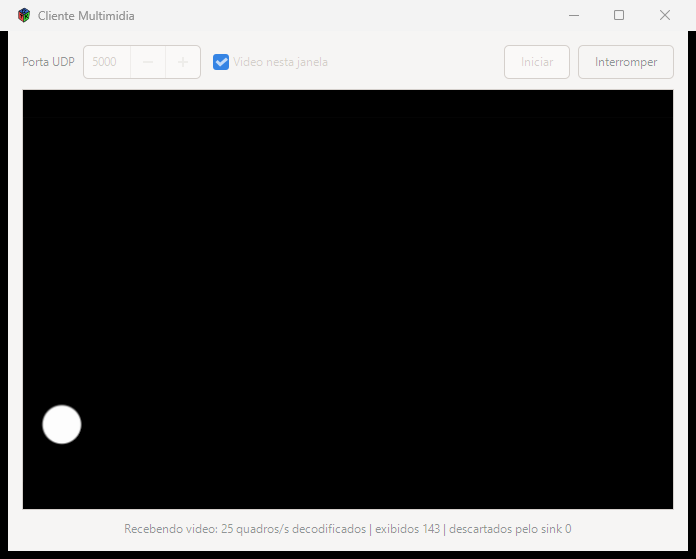 Cliente Multimidia
Porta UDP 5000 Video nesta janela Iniciar Interromper
Recebendo video: 25 quadros/s decodificados | exibidos 143 | descartados pelo sink 0